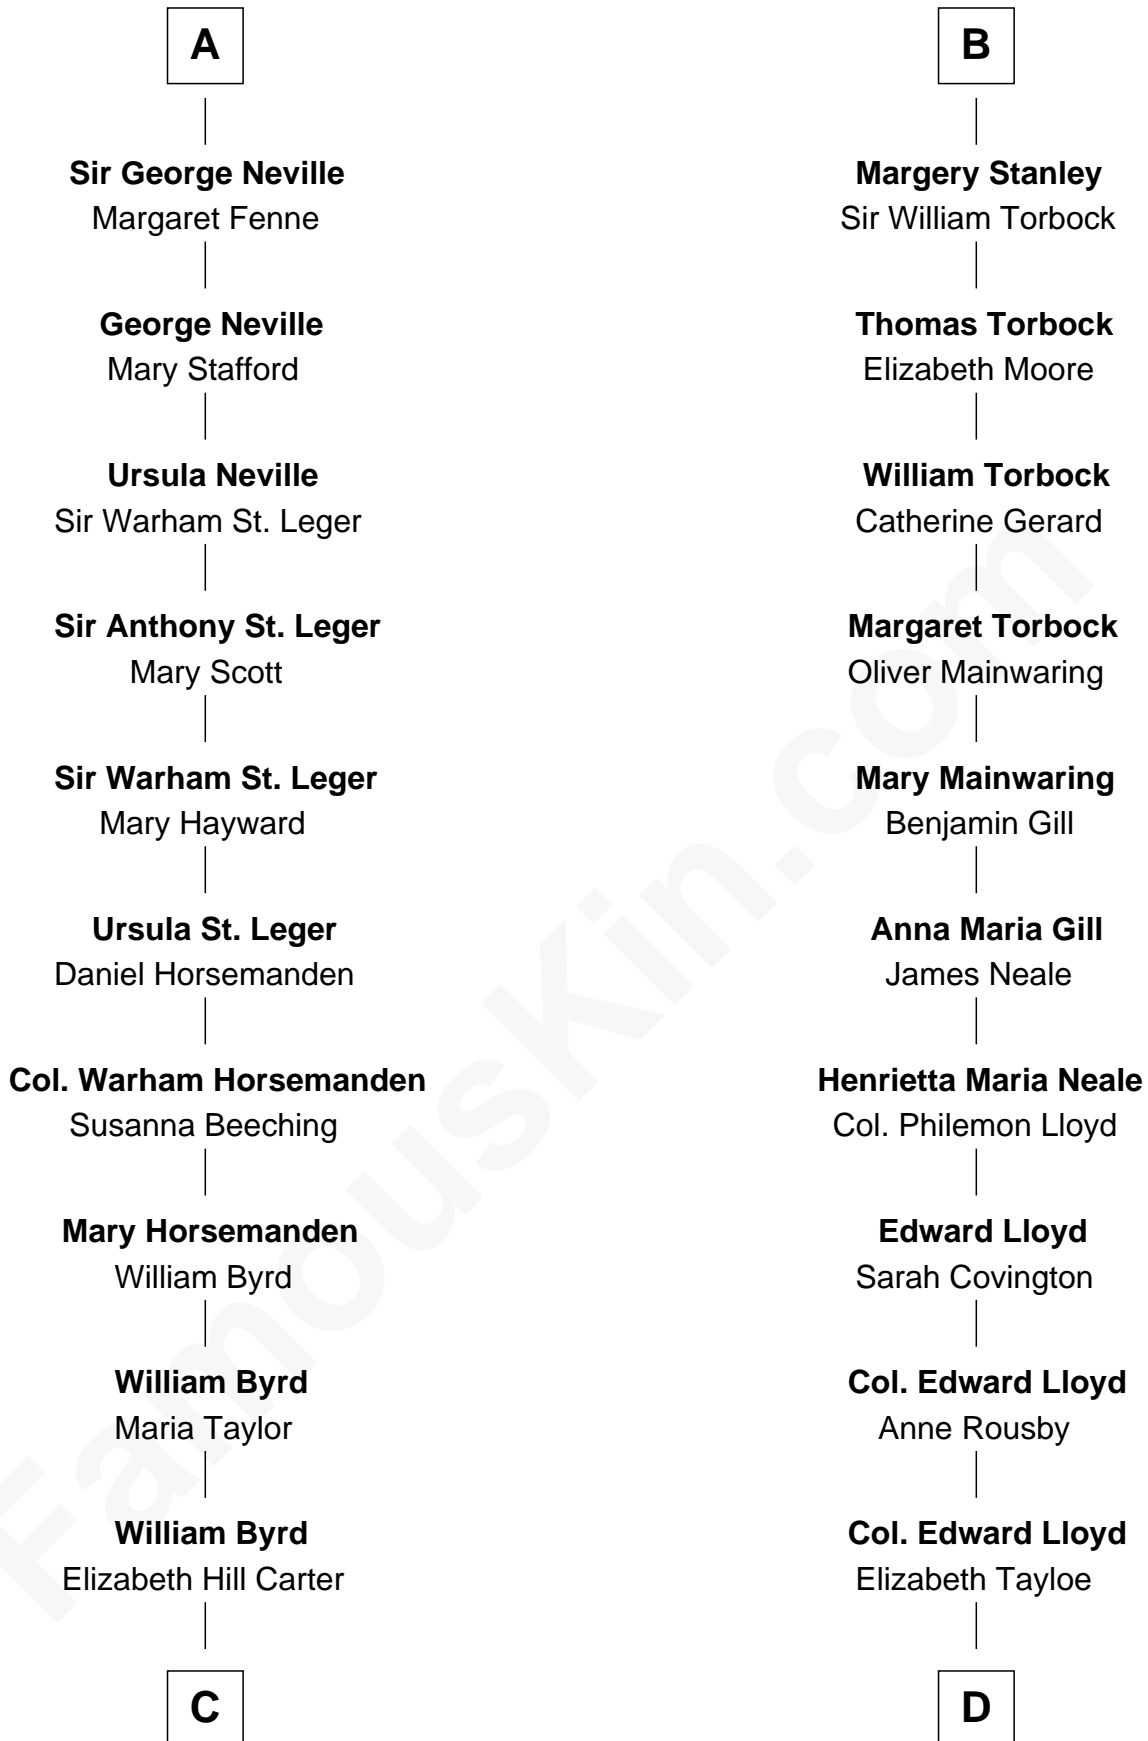 A
Sir George Neville
Margaret Fenne
George Neville
Mary Stafford
Ursula Neville
Sir Warham St. Leger
Sir Anthony St. Leger
Mary Scott
Sir Warham St. Leger
Mary Hayward
Ursula St. Leger
Daniel Horsemanden
Col. Warham Horsemanden
Susanna Beeching
Mary Horsemanden
William Byrd
William Byrd
Maria Taylor
William Byrd
Elizabeth Hill Carter
C
B
Margery Stanley
Sir William Torbock
Thomas Torbock
Elizabeth Moore
William Torbock
Catherine Gerard
Margaret Torbock
Oliver Mainwaring
Mary Mainwaring
Benjamin Gill
Anna Maria Gill
James Neale
Henrietta Maria Neale
Col. Philemon Lloyd
Edward Lloyd
Sarah Covington
Col. Edward Lloyd
Anne Rousby
Col. Edward Lloyd
Elizabeth Tayloe
D
FamousKin.com